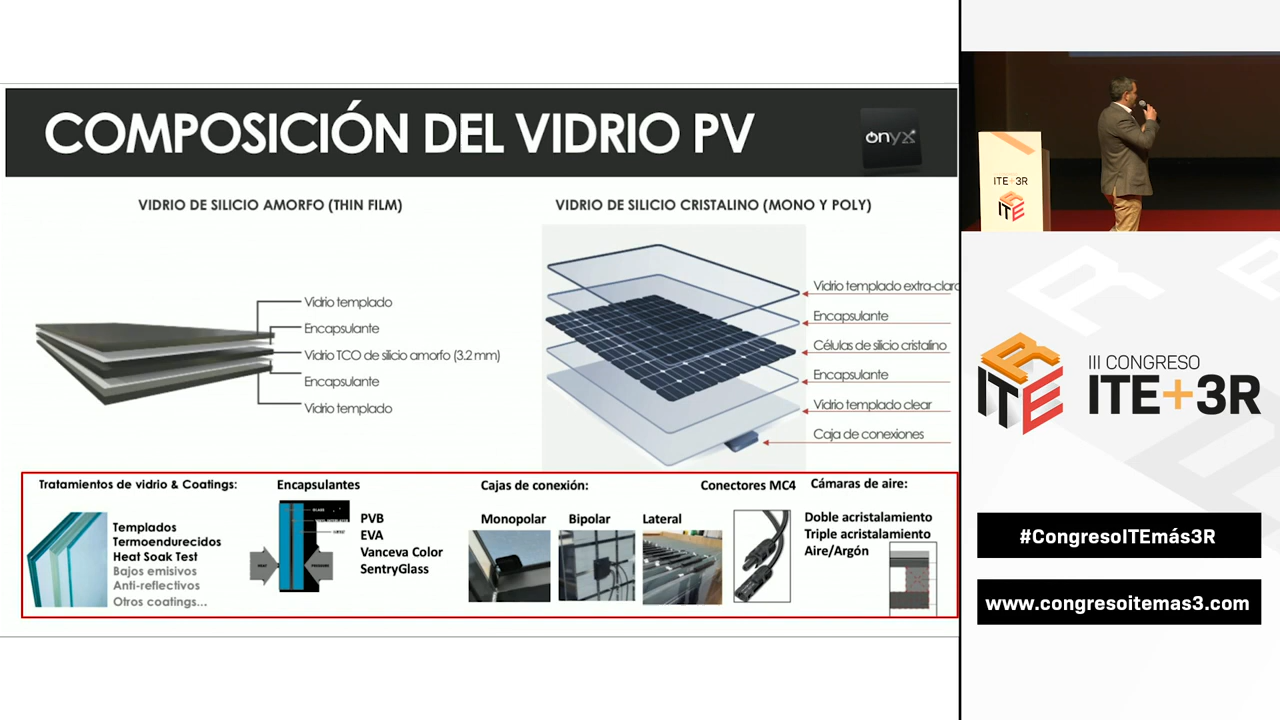 COMPOSICIÓN DEL VIDRIO PV
onyx
VIDRIO DE SILICIO AMORFO (THIN FILM)
Vidrio templado
Encapsulante
Vidrio TCO de silicio amorfo (3.2 mm)
Encapsulante
Vidrio templado
VIDRIO DE SILICIO CRISTALINO (MONO Y POLY)
Vidrio templado extra-claro
Encapsulante
Células de silicio cristalino
Encapsulante
Vidrio templado clear
Caja de conexiones
Tratamientos de vidrio & Coatings:
Templados
Termoendurecidos
Heat Soak Test
Bajos emisivos
Anti-reflectivos
Otros coatings...
Encapsulantes
PVB
EVA
Vanceva Color
SentryGlass
Cajas de conexión:
Monopolar
Bipolar
Lateral
Conectores MC4
Cámaras de aire:
Doble acristalamiento
Triple acristalamiento
Aire/Argón
ITE+3R
ITE
ITE
III CONGRESO
ITE+3R
#CongresoITEmás3R
www.congresoitemas3.com